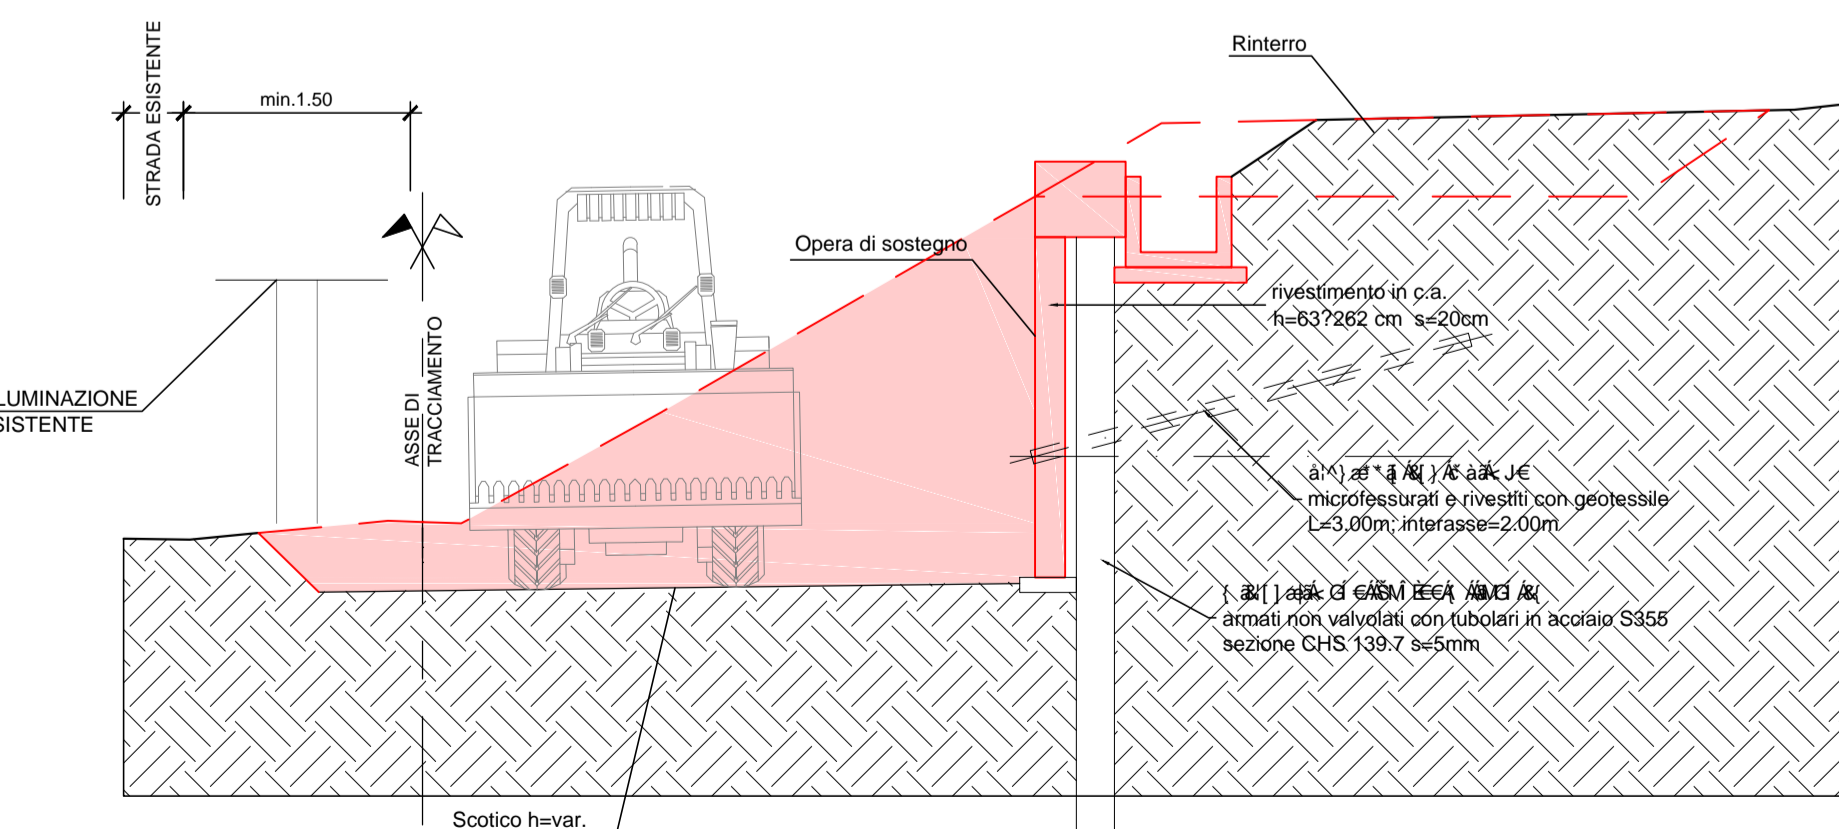 STRADA ESISTENTE
min.1.50
Rinterro
Opera di sostegno
rivestimento in c.a.
h=63?262 cm s=20cm
ASSE DI
TRACCIAMENTO
LUMINAZIONE
SISTENTE
microfessurati e rivestiti con geotessile
L=3.00m; interasse=2.00m
armati non valvolati con tubolari in acciaio S355
sezione CHS 139.7 s=5mm
Scotico h=var.